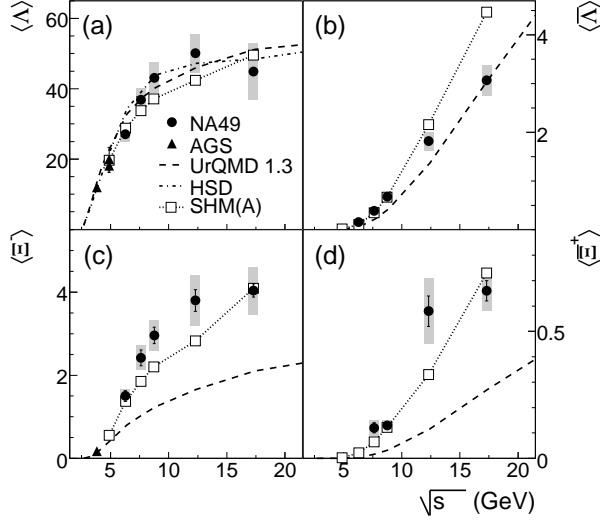 ⟨Λ⟩ 60 40 20 (a)
NA49
AGS
UrQMD 1.3
HSD
SHM(A)
(b) 4 2 ⟨Λ̅⟩
⟨Ξ⁻⟩ 4 2 0 (c)
(d) 0.5 0 ⟨Ξ̅⁺⟩
5 10 15 20 5 10 15 20
√s (GeV)